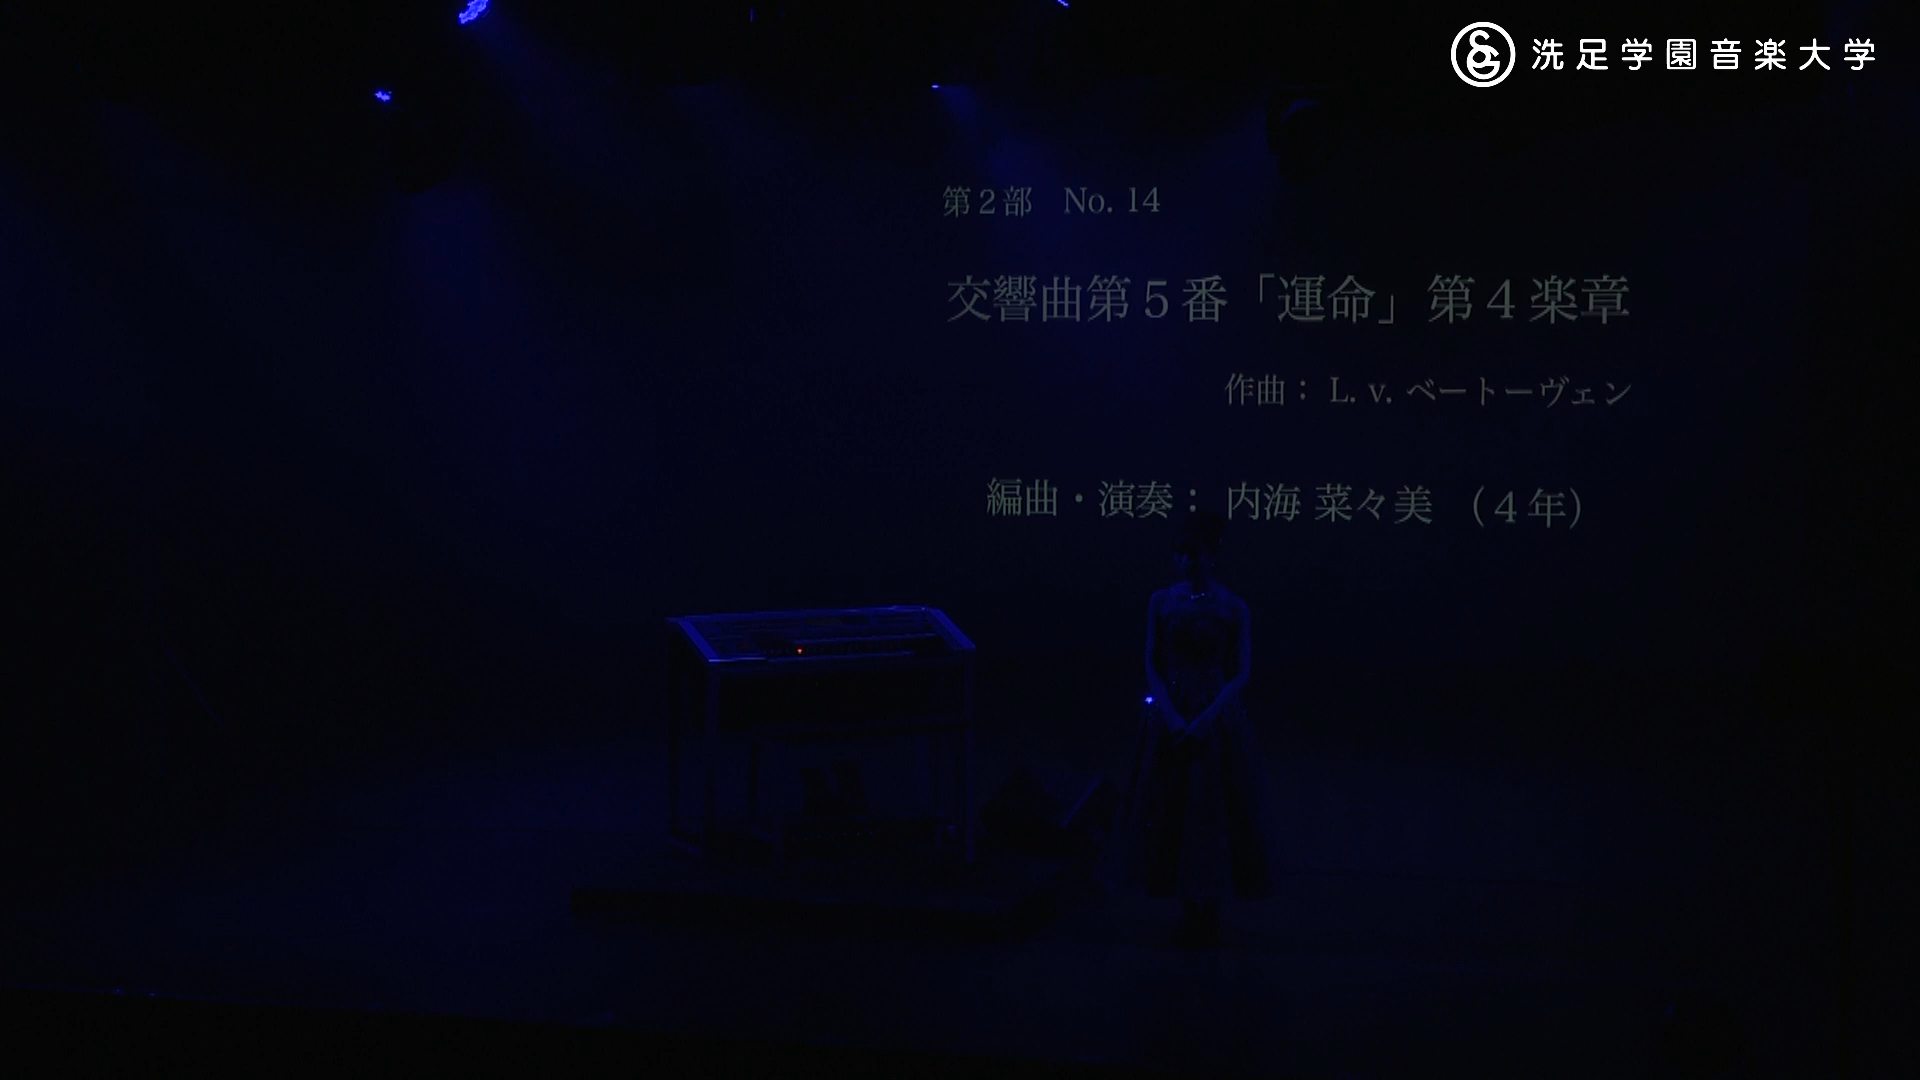 洗足学園音楽大学
第2部 No. 14
交響曲第5番「運命」第4楽章
作曲： L. v. ベートーヴェン
編曲・演奏： 内海 菜々美 （4年）